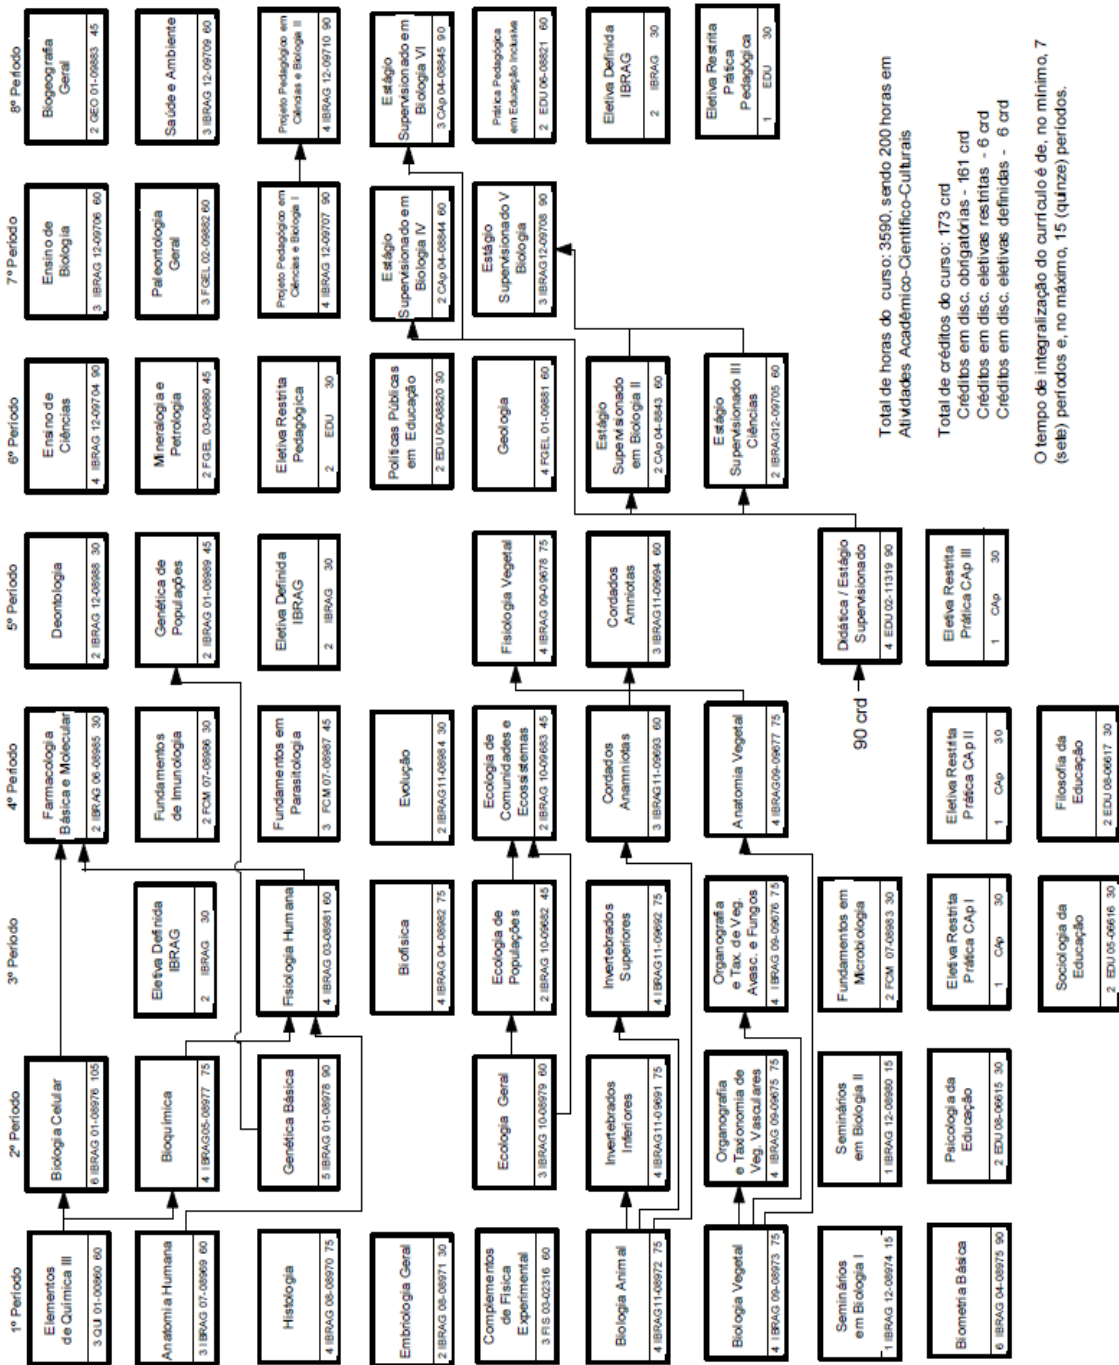 1º Período
Elementos
de Química III
3 QUI 01-00860 60
Anatomia Humana
3 IBRAG 07-08969 60
Histologia
4 IBRAG 08-08970 75
Embriologia Geral
2 IBRAG 08-08971 30
Complementos
de Física
Experimental
3 FIS 03-02316 60
Biologia Animal
4 IBRAG11-08972 75
Biologia Vegetal
4 IBRAG 09-08973 75
Seminários
em Biologia I
1 IBRAG 12-08974 15
Biometria Básica
6 IBRAG 04-08975 90
2º Período
Biologia Celular
6 IBRAG 01-08976 105
Bioquímica
4 IBRAG05-08977 75
Genética Básica
5 IBRAG 01-08978 90
Ecologia Geral
3 IBRAG 10-08979 60
Invertebrados
Inferiores
4 IBRAG11-09691 75
Organografia
e Taxionomia de
Veg. Vasculares
4 IBRAG 09-09675 75
Seminários
em Biologia II
1 IBRAG 12-08980 15
Psicologia da
Educação
2 EDU 08-06615 30
3º Período
Eletiva Definida
IBRAG
2 IBRAG 30
Fisiologia Humana
4 IBRAG 03-08981 60
Biofísica
4 IBRAG 04-08982 75
Ecologia de
Populações
2 IBRAG 10-09682 45
Invertebrados
Superiores
4 IBRAG11-09692 75
Organografia
e Tax. de Veg.
Avasc. e Fungos
4 IBRAG 09-09676 75
Fundamentos em
Microbiologia
2 FCM 07-08983 30
Eletiva Restrita
Prática CAp I
1 CAp 30
Sociologia da
Educação
2 EDU 05-06616 30
4º Período
Farmacologia
Básica e Molecular
2 IBRAG 06-08985 30
Fundamentos
de Imunologia
2 FCM 07-08986 30
Fundamentos em
Parasitologia
3 FCM 07-08987 45
Evolução
2 IBRAG11-08984 30
Ecologia de
Comunidades e
Ecossistemas
2 IBRAG 10-09683 45
Cordados
Anamniotas
3 IBRAG11-09693 60
Anatomia Vegetal
4 IBRAG09-09677 75
90 crd
Eletiva Restrita
Prática CAp II
1 CAp 30
Filosofia da
Educação
2 EDU 08-06617 30
5º Período
Deontologia
2 IBRAG 12-08988 30
Genética de
Populações
2 IBRAG 01-08989 45
Eletiva Definida
IBRAG
2 IBRAG 30
Fisiologia Vegetal
4 IBRAG 09-09678 75
Cordados
Amniotas
3 IBRAG11-09694 60
Didática / Estágio
Supervisionado
4 EDU 02-11319 90
Eletiva Restrita
Prática CAp III
1 CAp 30
6º Período
Ensino de
Ciências
4 IBRAG 12-09704 90
Mineralogia e
Petrologia
2 FGEL 03-09880 45
Eletiva Restrita
Pedagógica
2 EDU 30
Políticas Públicas
em Educação
2 EDU 09-08820 30
Geologia
4 FGEL 01-09881 60
Estágio
Supervisionado
em Biologia II
2 CAp 04-8843 60
Estágio
Supervisionado III
Ciências
2 IBRAG12-09705 60
7º Período
Ensino de
Biologia
3 IBRAG 12-09706 60
Paleontologia
Geral
3 FGEL 02-09882 60
Projeto Pedagógico em
Ciências e Biologia I
4 IBRAG 12-09707 90
Estágio
Supervisionado em
Biologia IV
2 CAp 04-08844 60
Estágio
Supervisionado V
Biologia
3 IBRAG12-09708 90
8º Período
Biogeografia
Geral
2 GEO 01-09883 45
Saúde e Ambiente
3 IBRAG 12-09709 60
Projeto Pedagógico em
Ciências e Biologia II
4 IBRAG 12-09710 90
Estágio
Supervisionado em
Biologia VI
3 CAp 04-08845 90
Prática Pedagógica
em Educação Inclusiva
2 EDU 06-08821 60
Eletiva Definida
IBRAG
2 IBRAG 30
Eletiva Restrita
Prática
Pedagógica
1 EDU 30
Total de horas do curso: 3590, sendo 200 horas em
Atividades Acadêmico-Científico-Culturais
Total de créditos do curso: 173 crd
Créditos em disc. obrigatórias - 161 crd
Créditos em disc. eletivas restritas - 6 crd
Créditos em disc. eletivas definidas - 6 crd
O tempo de integralização do currículo é de, no mínimo, 7
(sete) períodos e, no máximo, 15 (quinze) períodos.